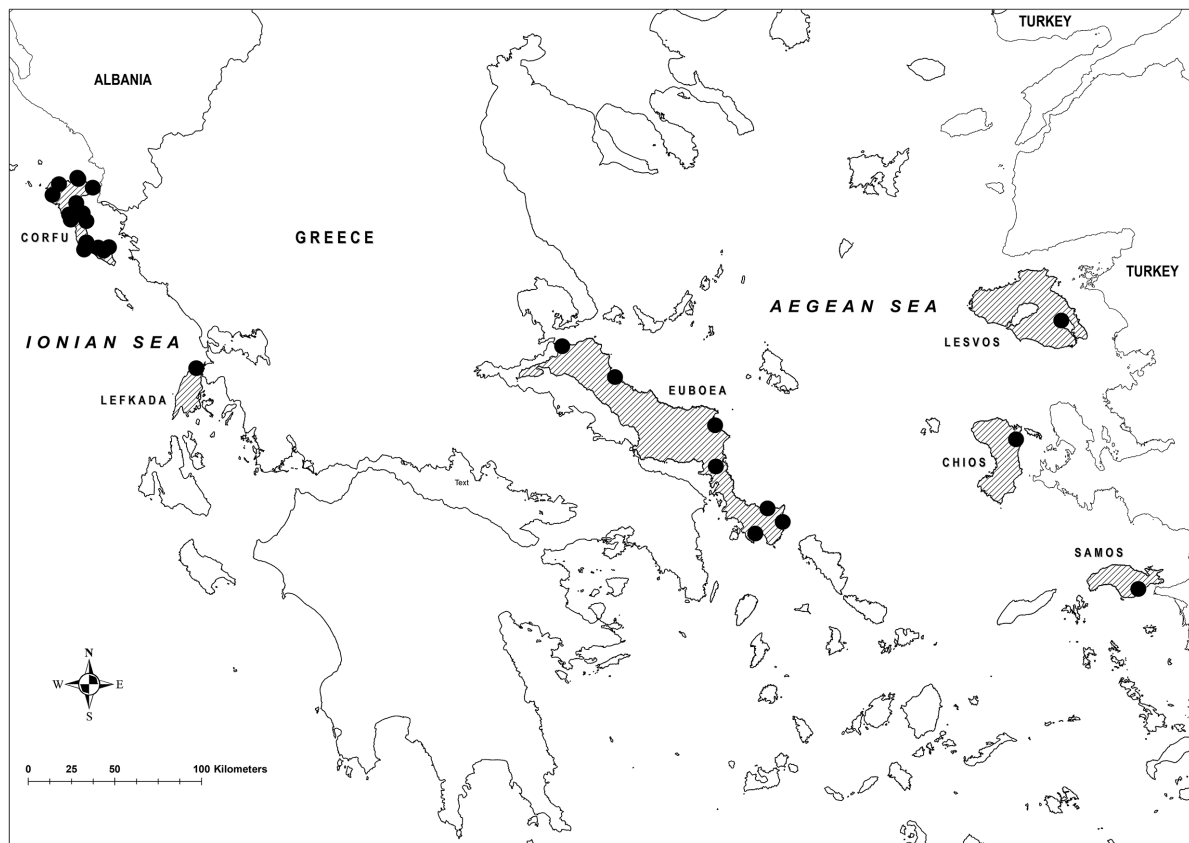 TURKEY
ALBANIA
CORFU
GREECE
TURKEY
AEGEAN SEA
IONIAN SEA
LESVOS
LEFKADA
EUBOEA
CHIOS
Text
SAMOS
N
W E
S
0 25 50 100 Kilometers